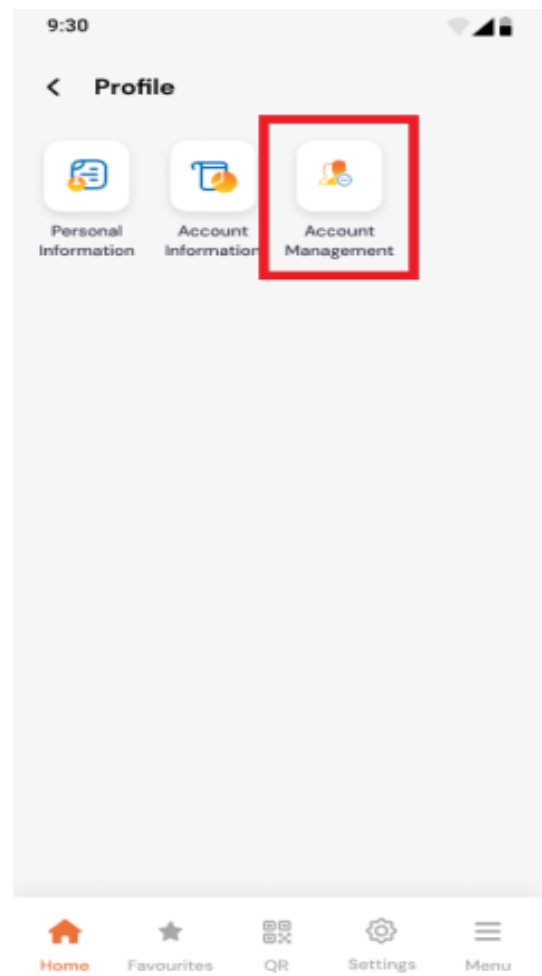 9:30
Profile
Personal
Information
Account
Information
Account
Management
Home
Favourites
QR
Settings
Menu